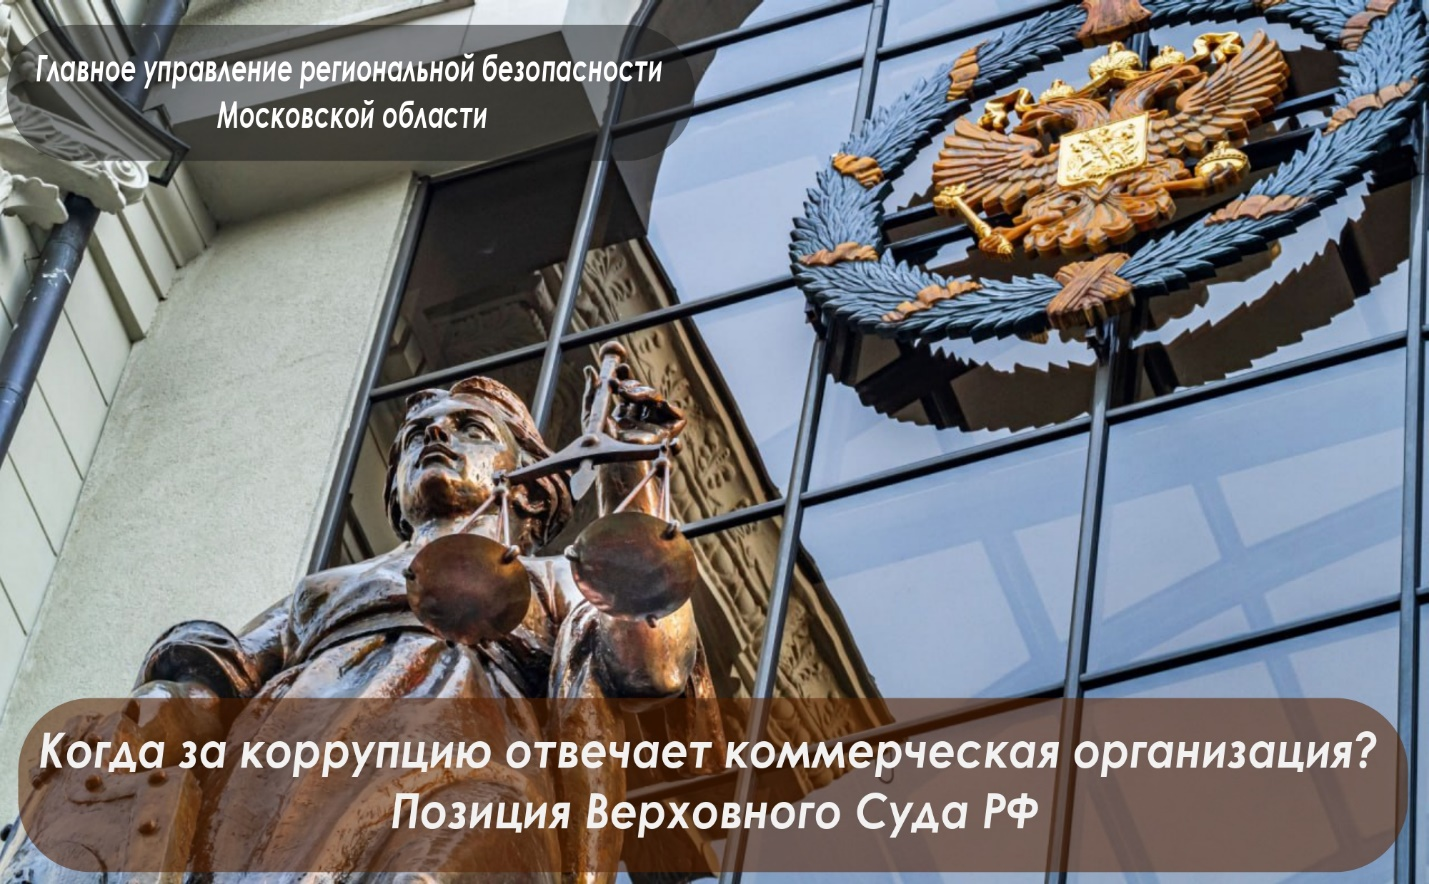 Главное управление региональной безопасности
Московской области
Когда за коррупцию отвечает коммерческая организация?
Позиция Верховного Суда РФ